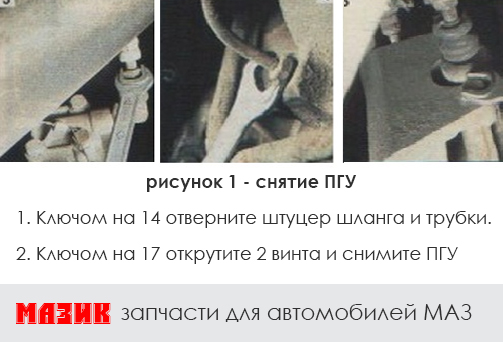 рисунок 1 - снятие ПГУ
1. Ключом на 14 отверните штуцер шланга и трубки.
2. Ключом на 17 открутите 2 винта и снимите ПГУ
МАЗИК запчасти для автомобилей МАЗ